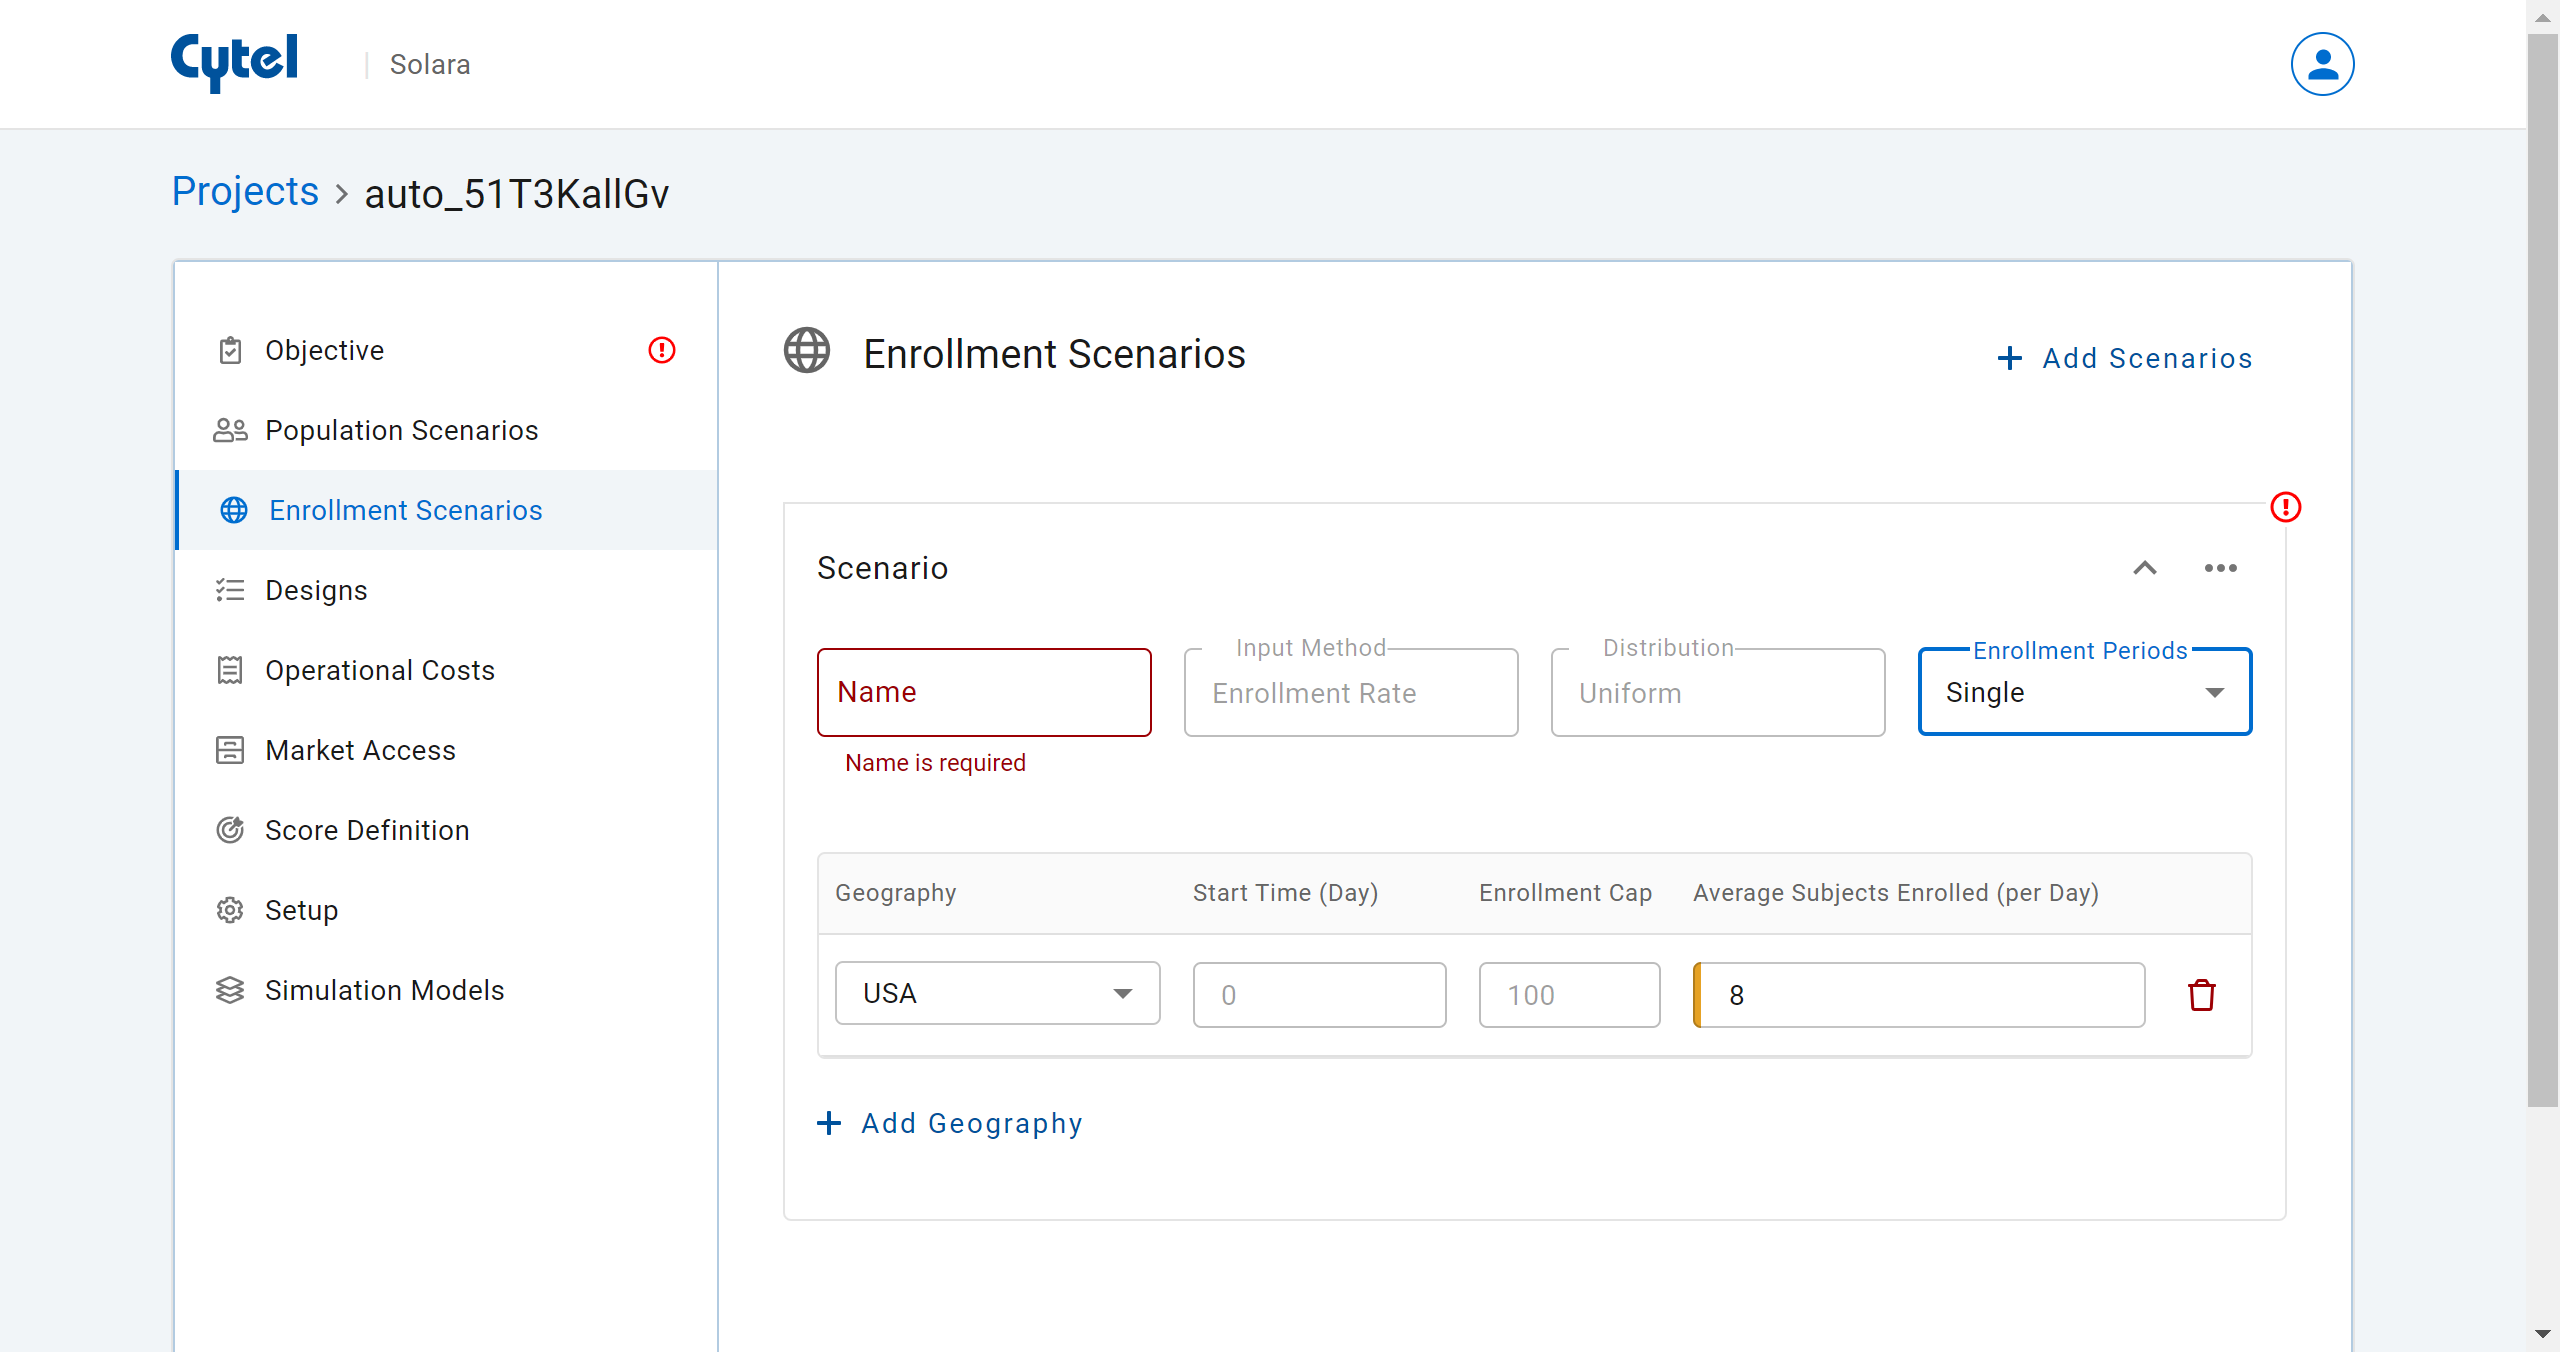 Cytel
Solara
Projects > auto_51T3KallGv
Objective
Population Scenarios
Enrollment Scenarios
Designs
Operational Costs
Market Access
Score Definition
Setup
Simulation Models
Enrollment Scenarios
+ Add Scenarios
Scenario
Name
Name is required
Input Method
Enrollment Rate
Distribution
Uniform
Enrollment Periods
Single
Geography Start Time (Day) Enrollment Cap Average Subjects Enrolled (per Day)
USA 0 100 8
+ Add Geography